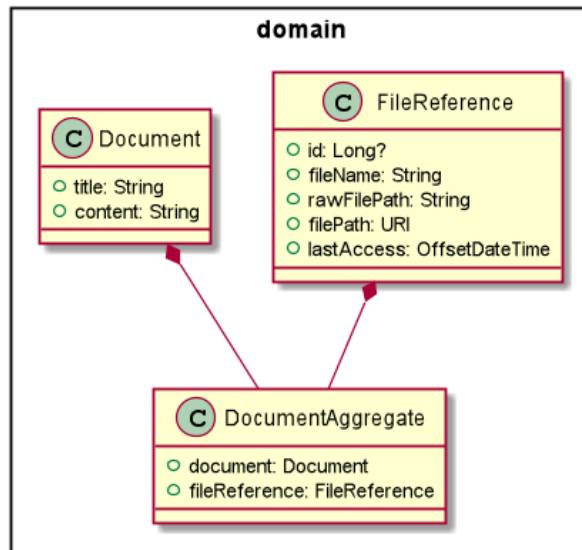 domain
C Document
title: String
content: String
C FileReference
id: Long?
fileName: String
rawFilePath: String
filePath: URI
lastAccess: OffsetDateTime
C DocumentAggregate
document: Document
fileReference: FileReference